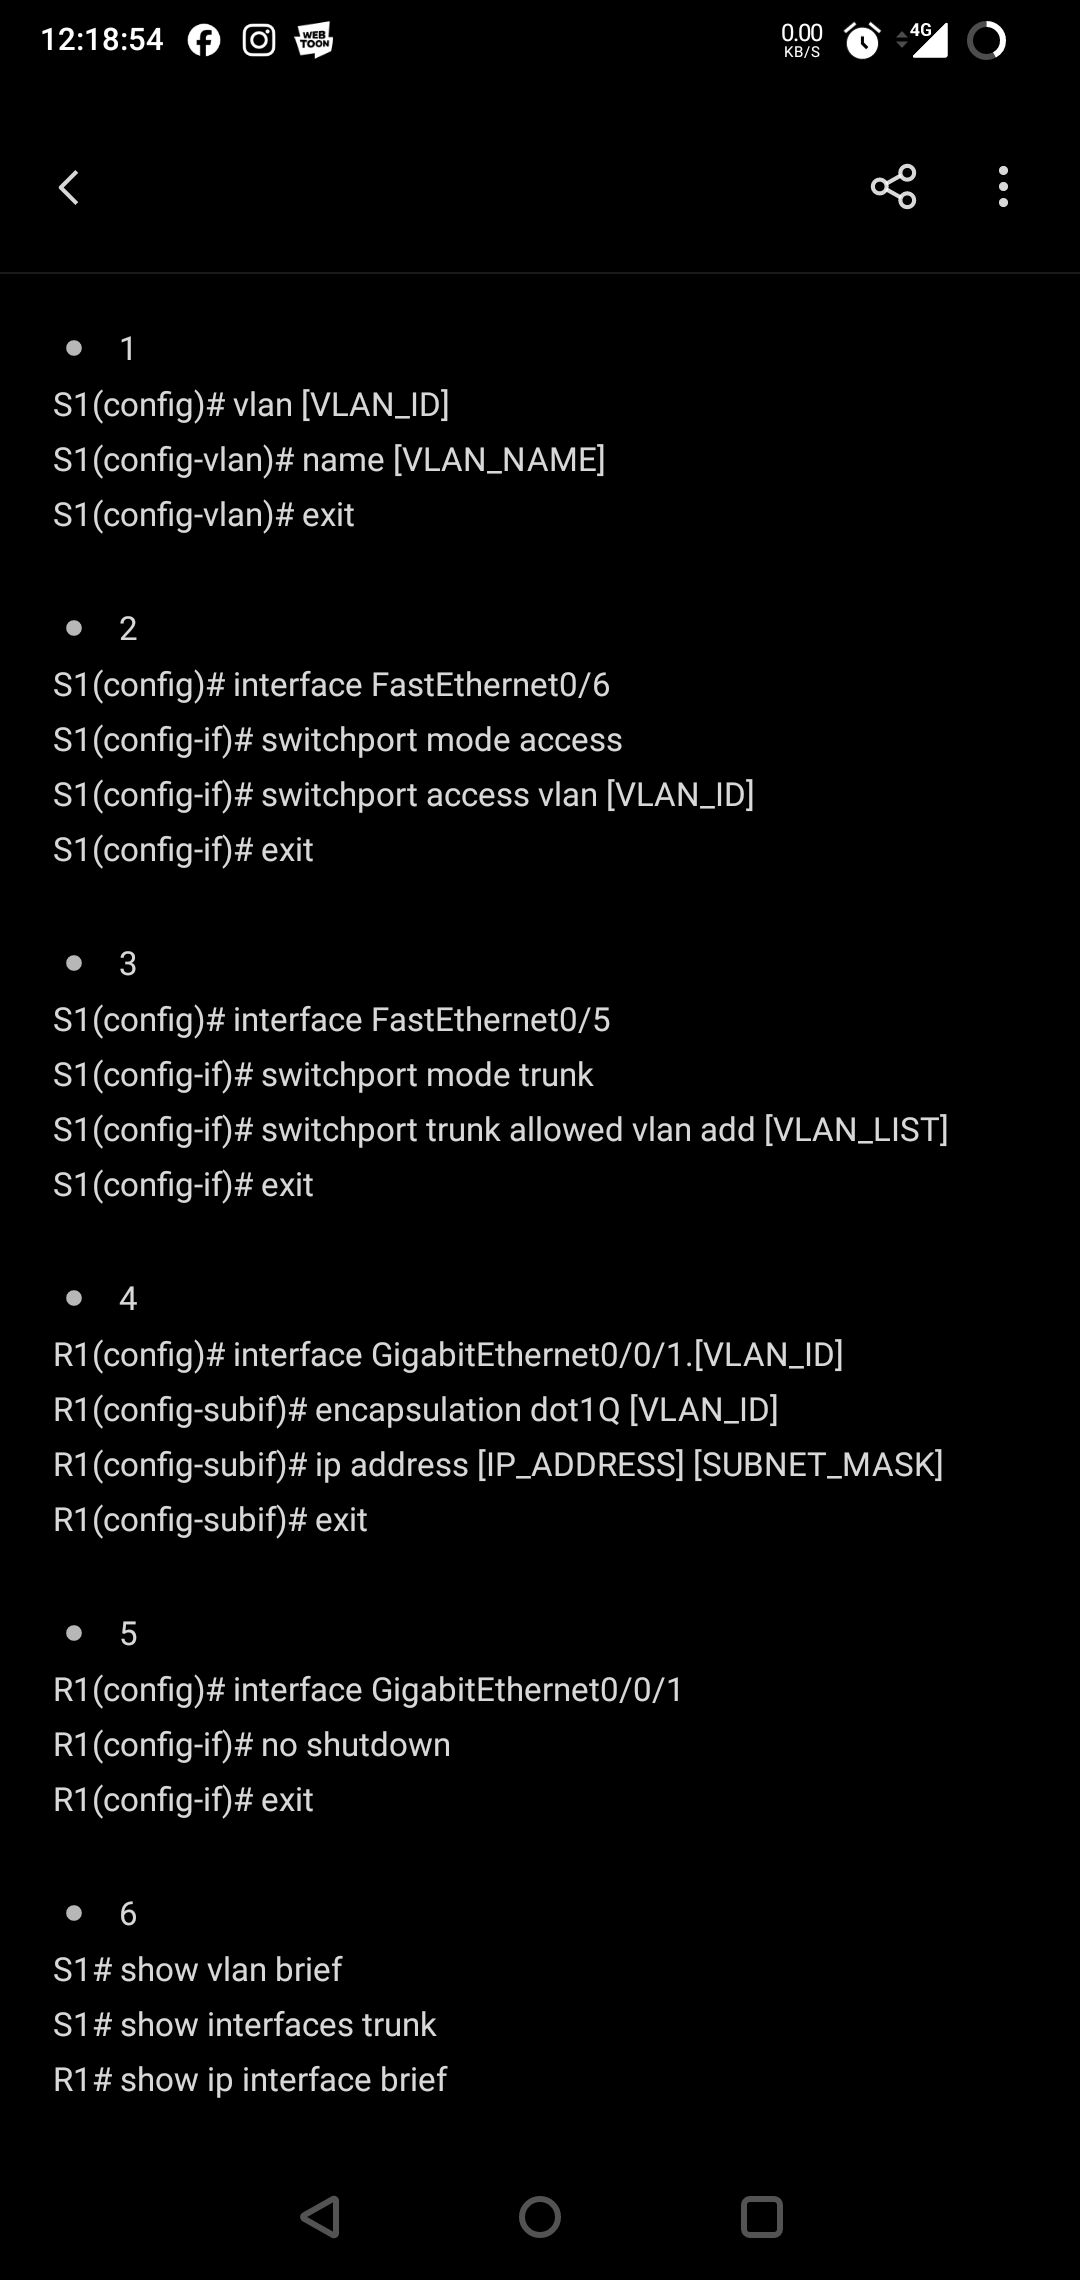 12:18:54
WEB
TOON
0.00
KB/S
4G
1
S1(config)# vlan [VLAN_ID]
S1(config-vlan)# name [VLAN_NAME]
S1(config-vlan)# exit
2
S1(config)# interface FastEthernet0/6
S1(config-if)# switchport mode access
S1(config-if)# switchport access vlan [VLAN_ID]
S1(config-if)# exit
3
S1(config)# interface FastEthernet0/5
S1(config-if)# switchport mode trunk
S1(config-if)# switchport trunk allowed vlan add [VLAN_LIST]
S1(config-if)# exit
4
R1(config)# interface GigabitEthernet0/0/1.[VLAN_ID]
R1(config-subif)# encapsulation dot1Q [VLAN_ID]
R1(config-subif)# ip address [IP_ADDRESS] [SUBNET_MASK]
R1(config-subif)# exit
5
R1(config)# interface GigabitEthernet0/0/1
R1(config-if)# no shutdown
R1(config-if)# exit
6
S1# show vlan brief
S1# show interfaces trunk
R1# show ip interface brief